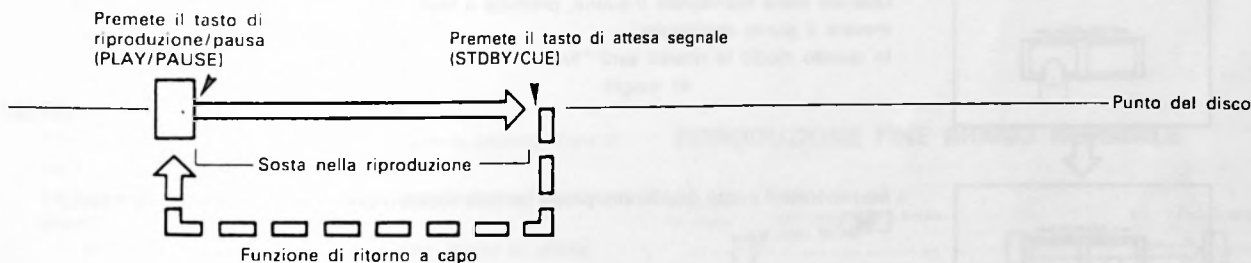 Premete il tasto di
riproduzione/pausa
(PLAY/PAUSE)
Premete il tasto di attesa segnale
(STDBY/CUE)
Punto del disco
Sosta nella riproduzione
Funzione di ritorno a capo